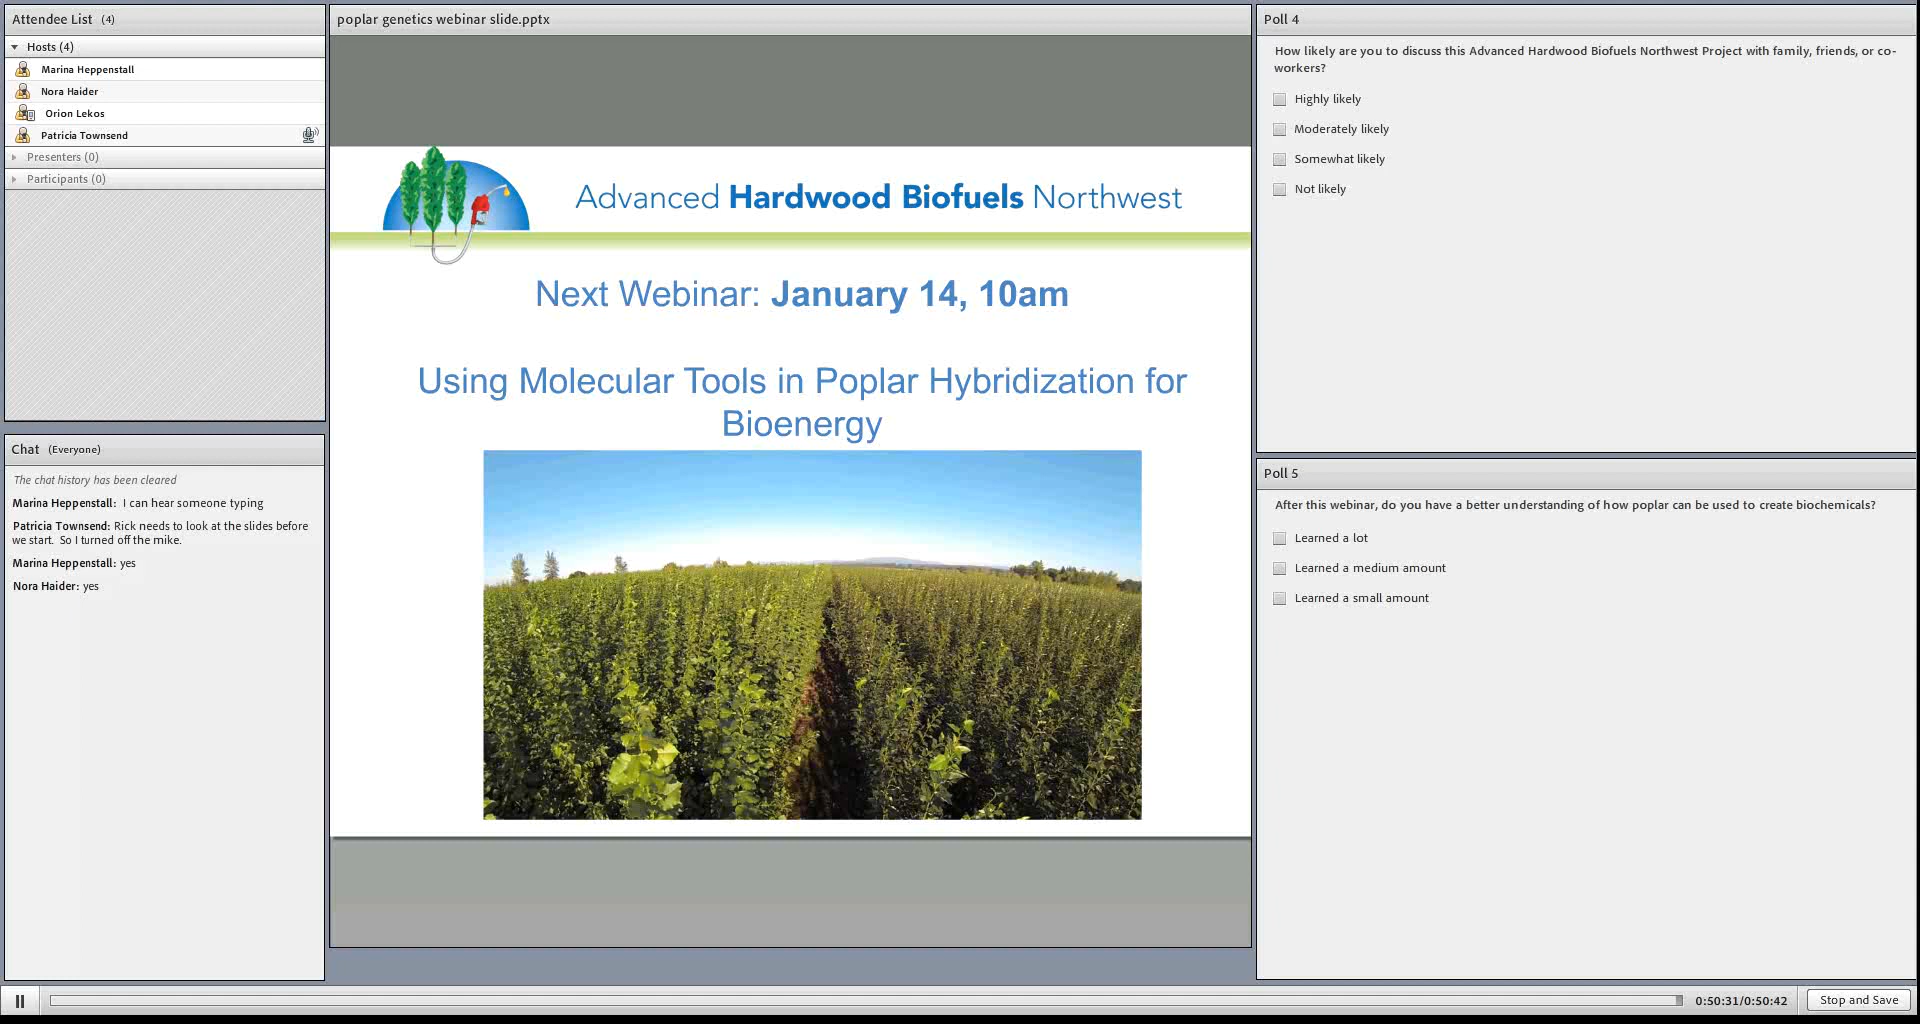 Attendee List (4)
Hosts (4)
Marina Heppenstall
Nora Haider
Orion Lekos
Patricia Townsend
Presenters (0)
Participants (0)
Chat (Everyone)
The chat history has been cleared
Marina Heppenstall: I can hear someone typing
Patricia Townsend: Rick needs to look at the slides before
we start. So I turned off the mike.
Marina Heppenstall: yes
Nora Haider: yes
poplar genetics webinar slide.pptx
Advanced Hardwood Biofuels Northwest
Next Webinar: January 14, 10am
Using Molecular Tools in Poplar Hybridization for
Bioenergy
Poll 4
How likely are you to discuss this Advanced Hardwood Biofuels Northwest Project with family, friends, or co-
workers?
Highly likely
Moderately likely
Somewhat likely
Not likely
Poll 5
After this webinar, do you have a better understanding of how poplar can be used to create biochemicals?
Learned a lot
Learned a medium amount
Learned a small amount
0:50:31/0:50:42
Stop and Save